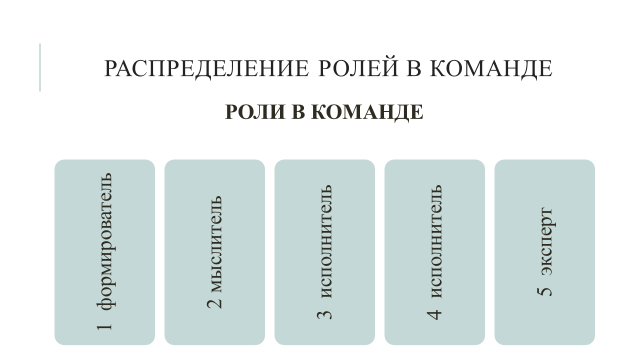 РАСПРЕДЕЛЕНИЕ РОЛЕЙ В КОМАНДЕ
РОЛИ В КОМАНДЕ
1 формирователь
2 мыслитель
3 исполнитель
4 исполнитель
5 эксперт